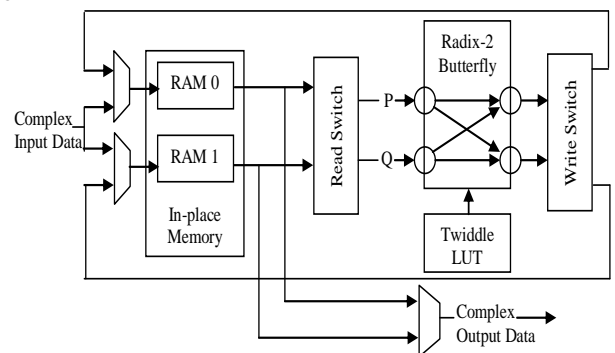 Complex
Input Data
RAM 0
RAM 1
In-place
Memory
Read Switch
P
Q
Radix-2
Butterfly
Twiddle
LUT
Write Switch
Complex
Output Data